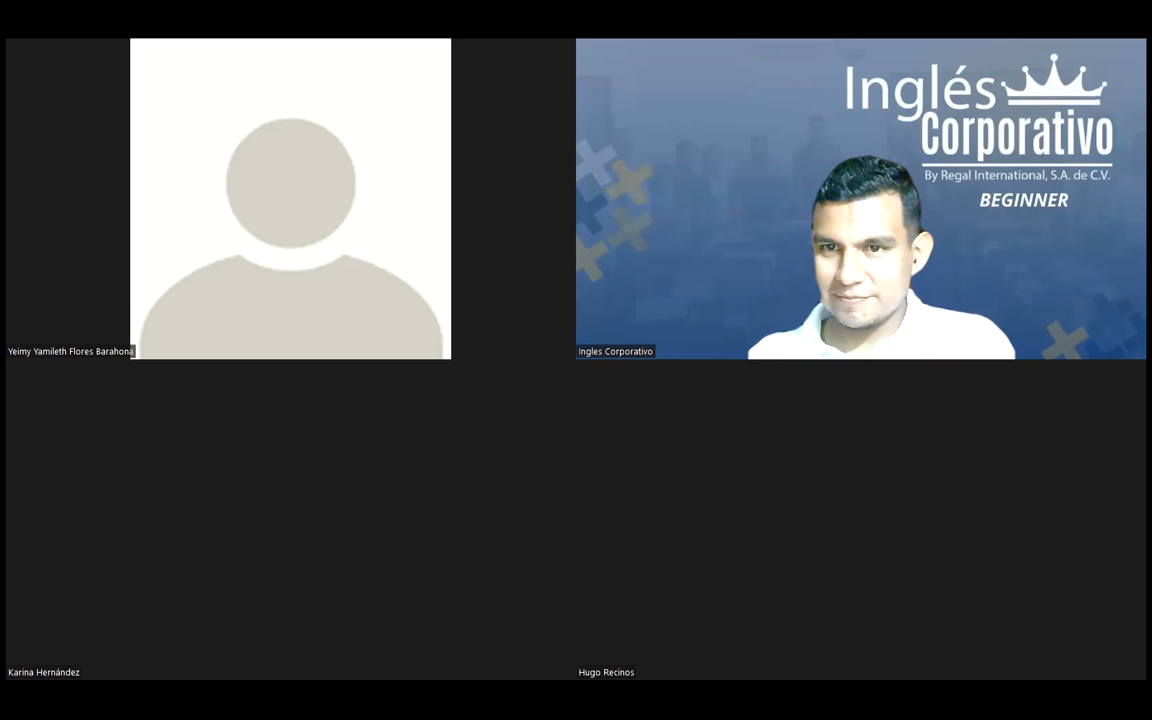 Inglés
Corporativo
By Regal International, S.A. de C.V.
BEGINNER
Yeimy Yamileth Flores Barahona
Ingles Corporativo
Karina Hernández
Hugo Recinos